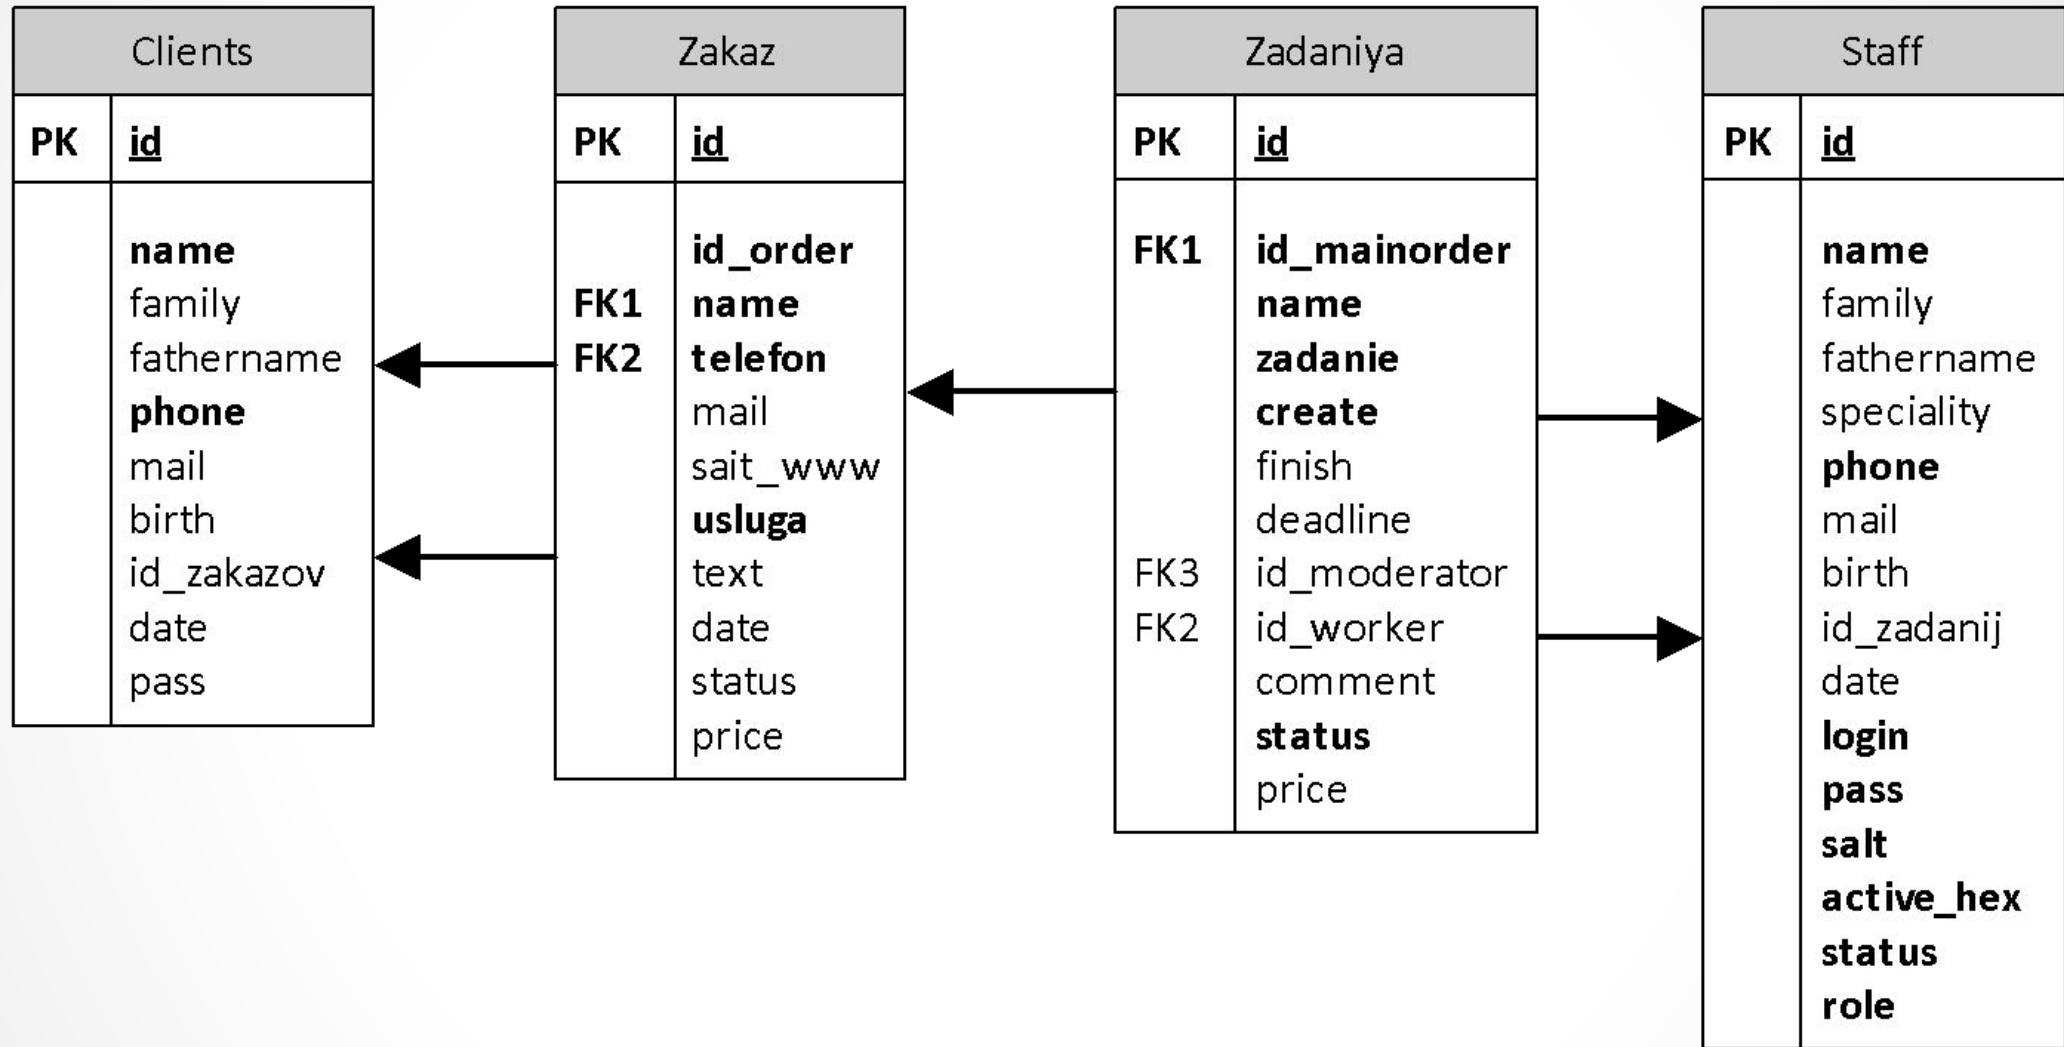 Clients
PK id
name
family
fathername
phone
mail
birth
id_zakazov
date
pass
Zakaz
PK id
id_order
FK1 name
FK2 telefon
mail
sait_www
usluga
text
date
status
price
Zadaniya
PK id
FK1 id_mainorder
name
zadanie
create
finish
deadline
FK3 id_moderator
FK2 id_worker
comment
status
price
Staff
PK id
name
family
fathername
speciality
phone
mail
birth
id_zadanij
date
login
pass
salt
active_hex
status
role